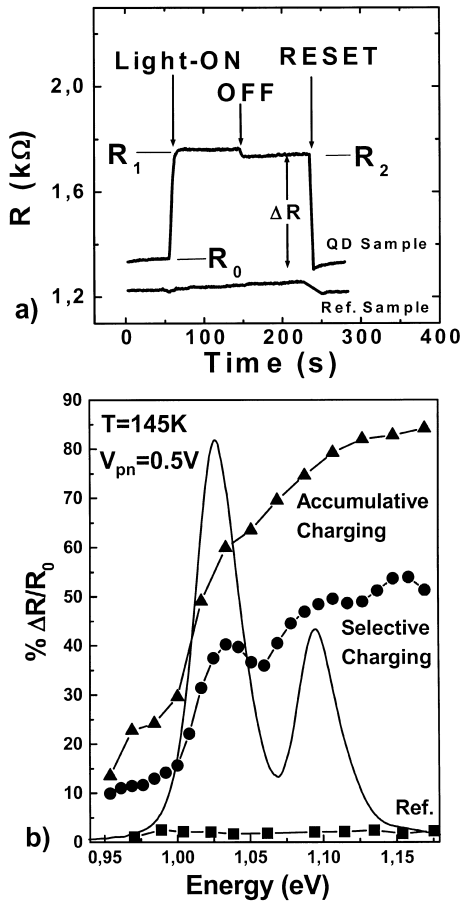 Light-ON
RESET
OFF
2,0
1,6
1,2
R (kΩ)
R1
R2
R0
ΔR
QD Sample
Ref. Sample
0 100 200 300 400
Time (s)
a)
T=145K
Vpn=0.5V
90
80
70
60
50
40
30
20
10
0
% ΔR/R0
Accumulative
Charging
Selective
Charging
Ref.
0,95 1,00 1,05 1,10 1,15
Energy (eV)
b)